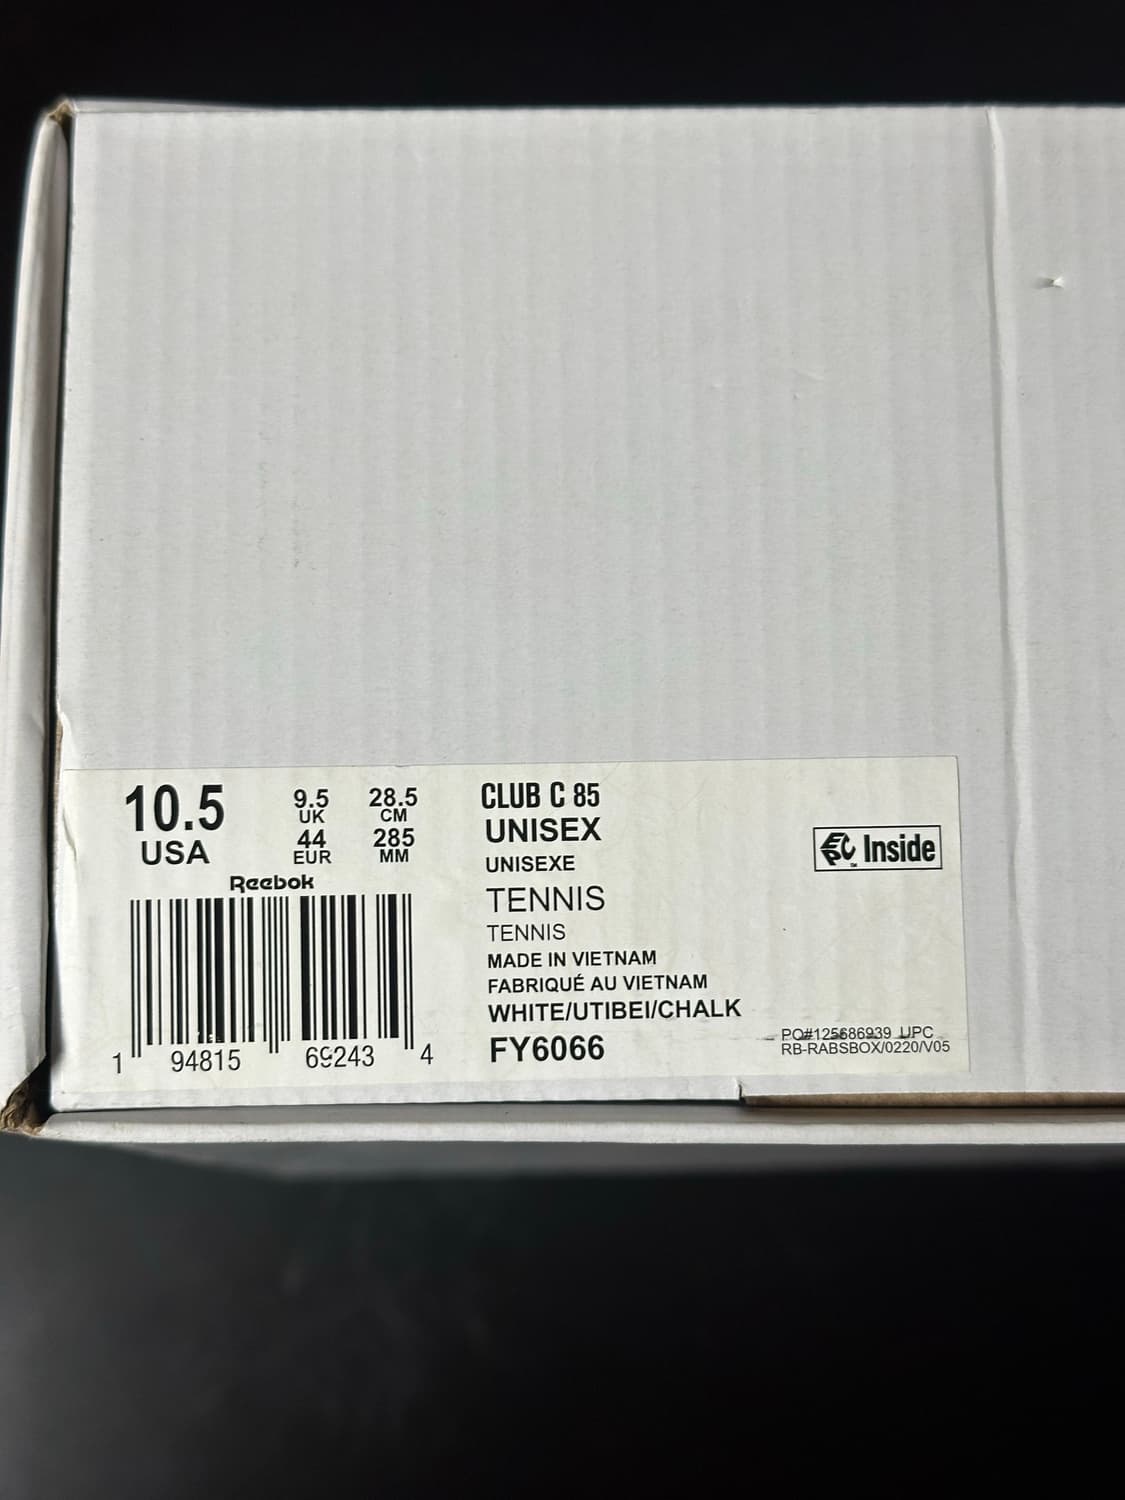 10.5
USA
9.5
UK
44
EUR
28.5
CM
285
MM
Reebok
1 94815 69243 4
CLUB C 85
UNISEX
UNISEXE
TENNIS
TENNIS
MADE IN VIETNAM
FABRIQUÉ AU VIETNAM
WHITE/UTIBEI/CHALK
FY6066
Inside
PO#125686939 UPC
RB-RABSBOX/0220/V05